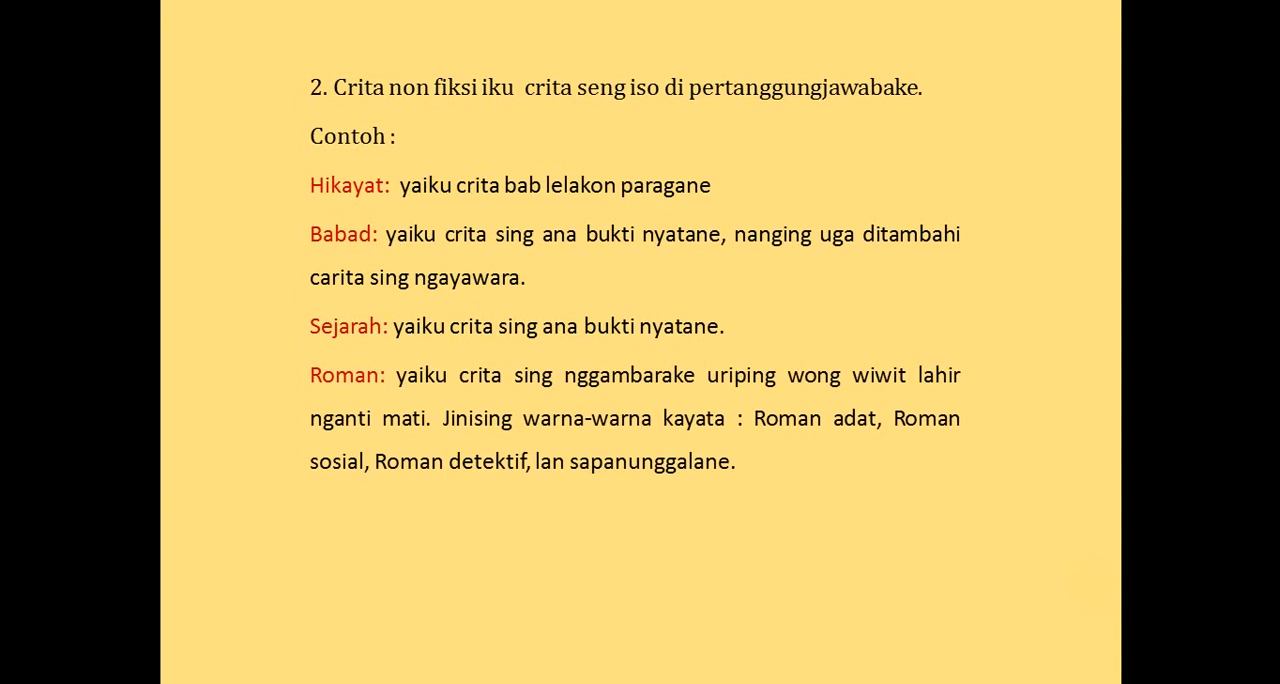 2. Crita non fiksi iku crita seng iso di pertanggungjawabake.
Contoh :
Hikayat: yaiku crita bab lelakon paragane
Babad: yaiku crita sing ana bukti nyatane, nanging uga ditambahi
carita sing ngayawara.
Sejarah: yaiku crita sing ana bukti nyatane.
Roman: yaiku crita sing nggambarake uriping wong wiwit lahir
nganti mati. Jinising warna-warna kayata : Roman adat, Roman
sosial, Roman detektif, lan sapanunggalane.